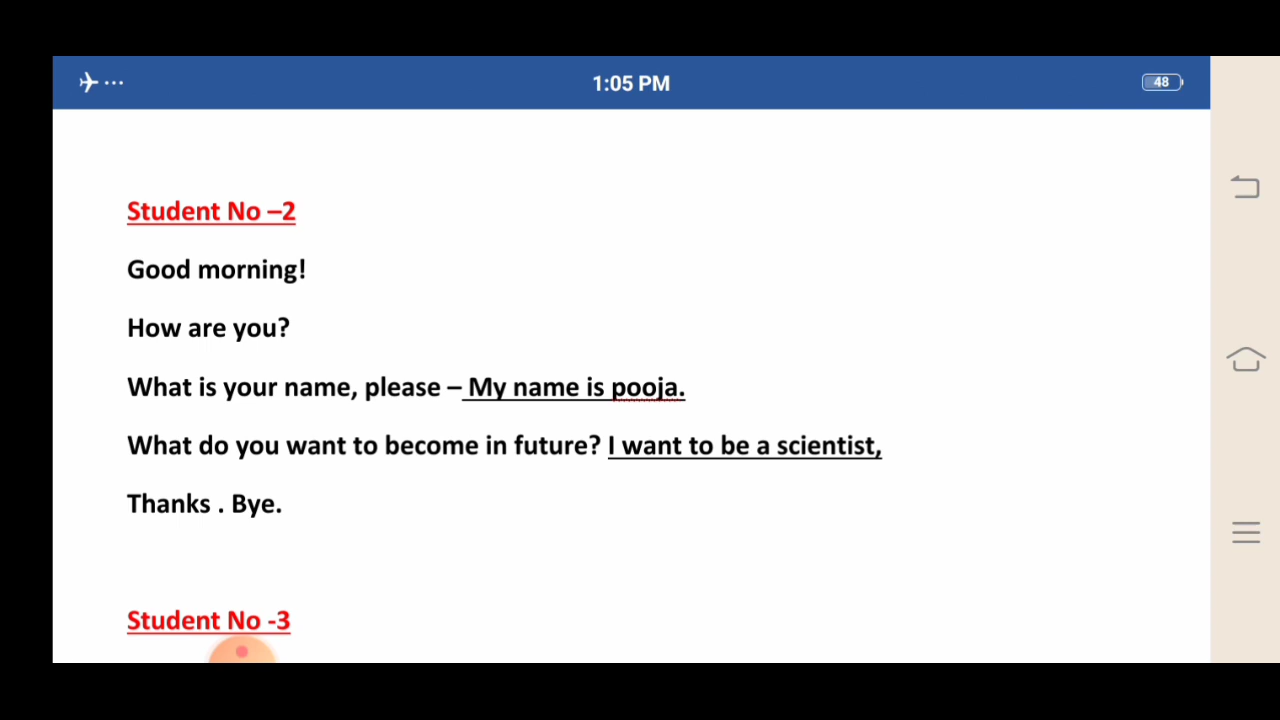 1:05 PM
48
Student No –2
Good morning!
How are you?
What is your name, please – My name is pooja.
What do you want to become in future? I want to be a scientist,
Thanks . Bye.
Student No -3